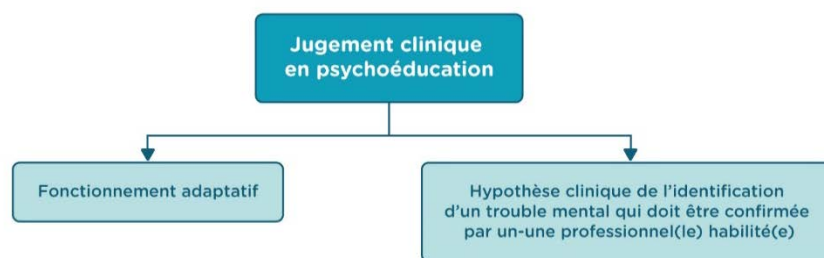 Jugement clinique
en psychoéducation
Fonctionnement adaptatif
Hypothèse clinique de l'identification
d'un trouble mental qui doit être confirmée
par un-une professionnel(le) habilité(e)